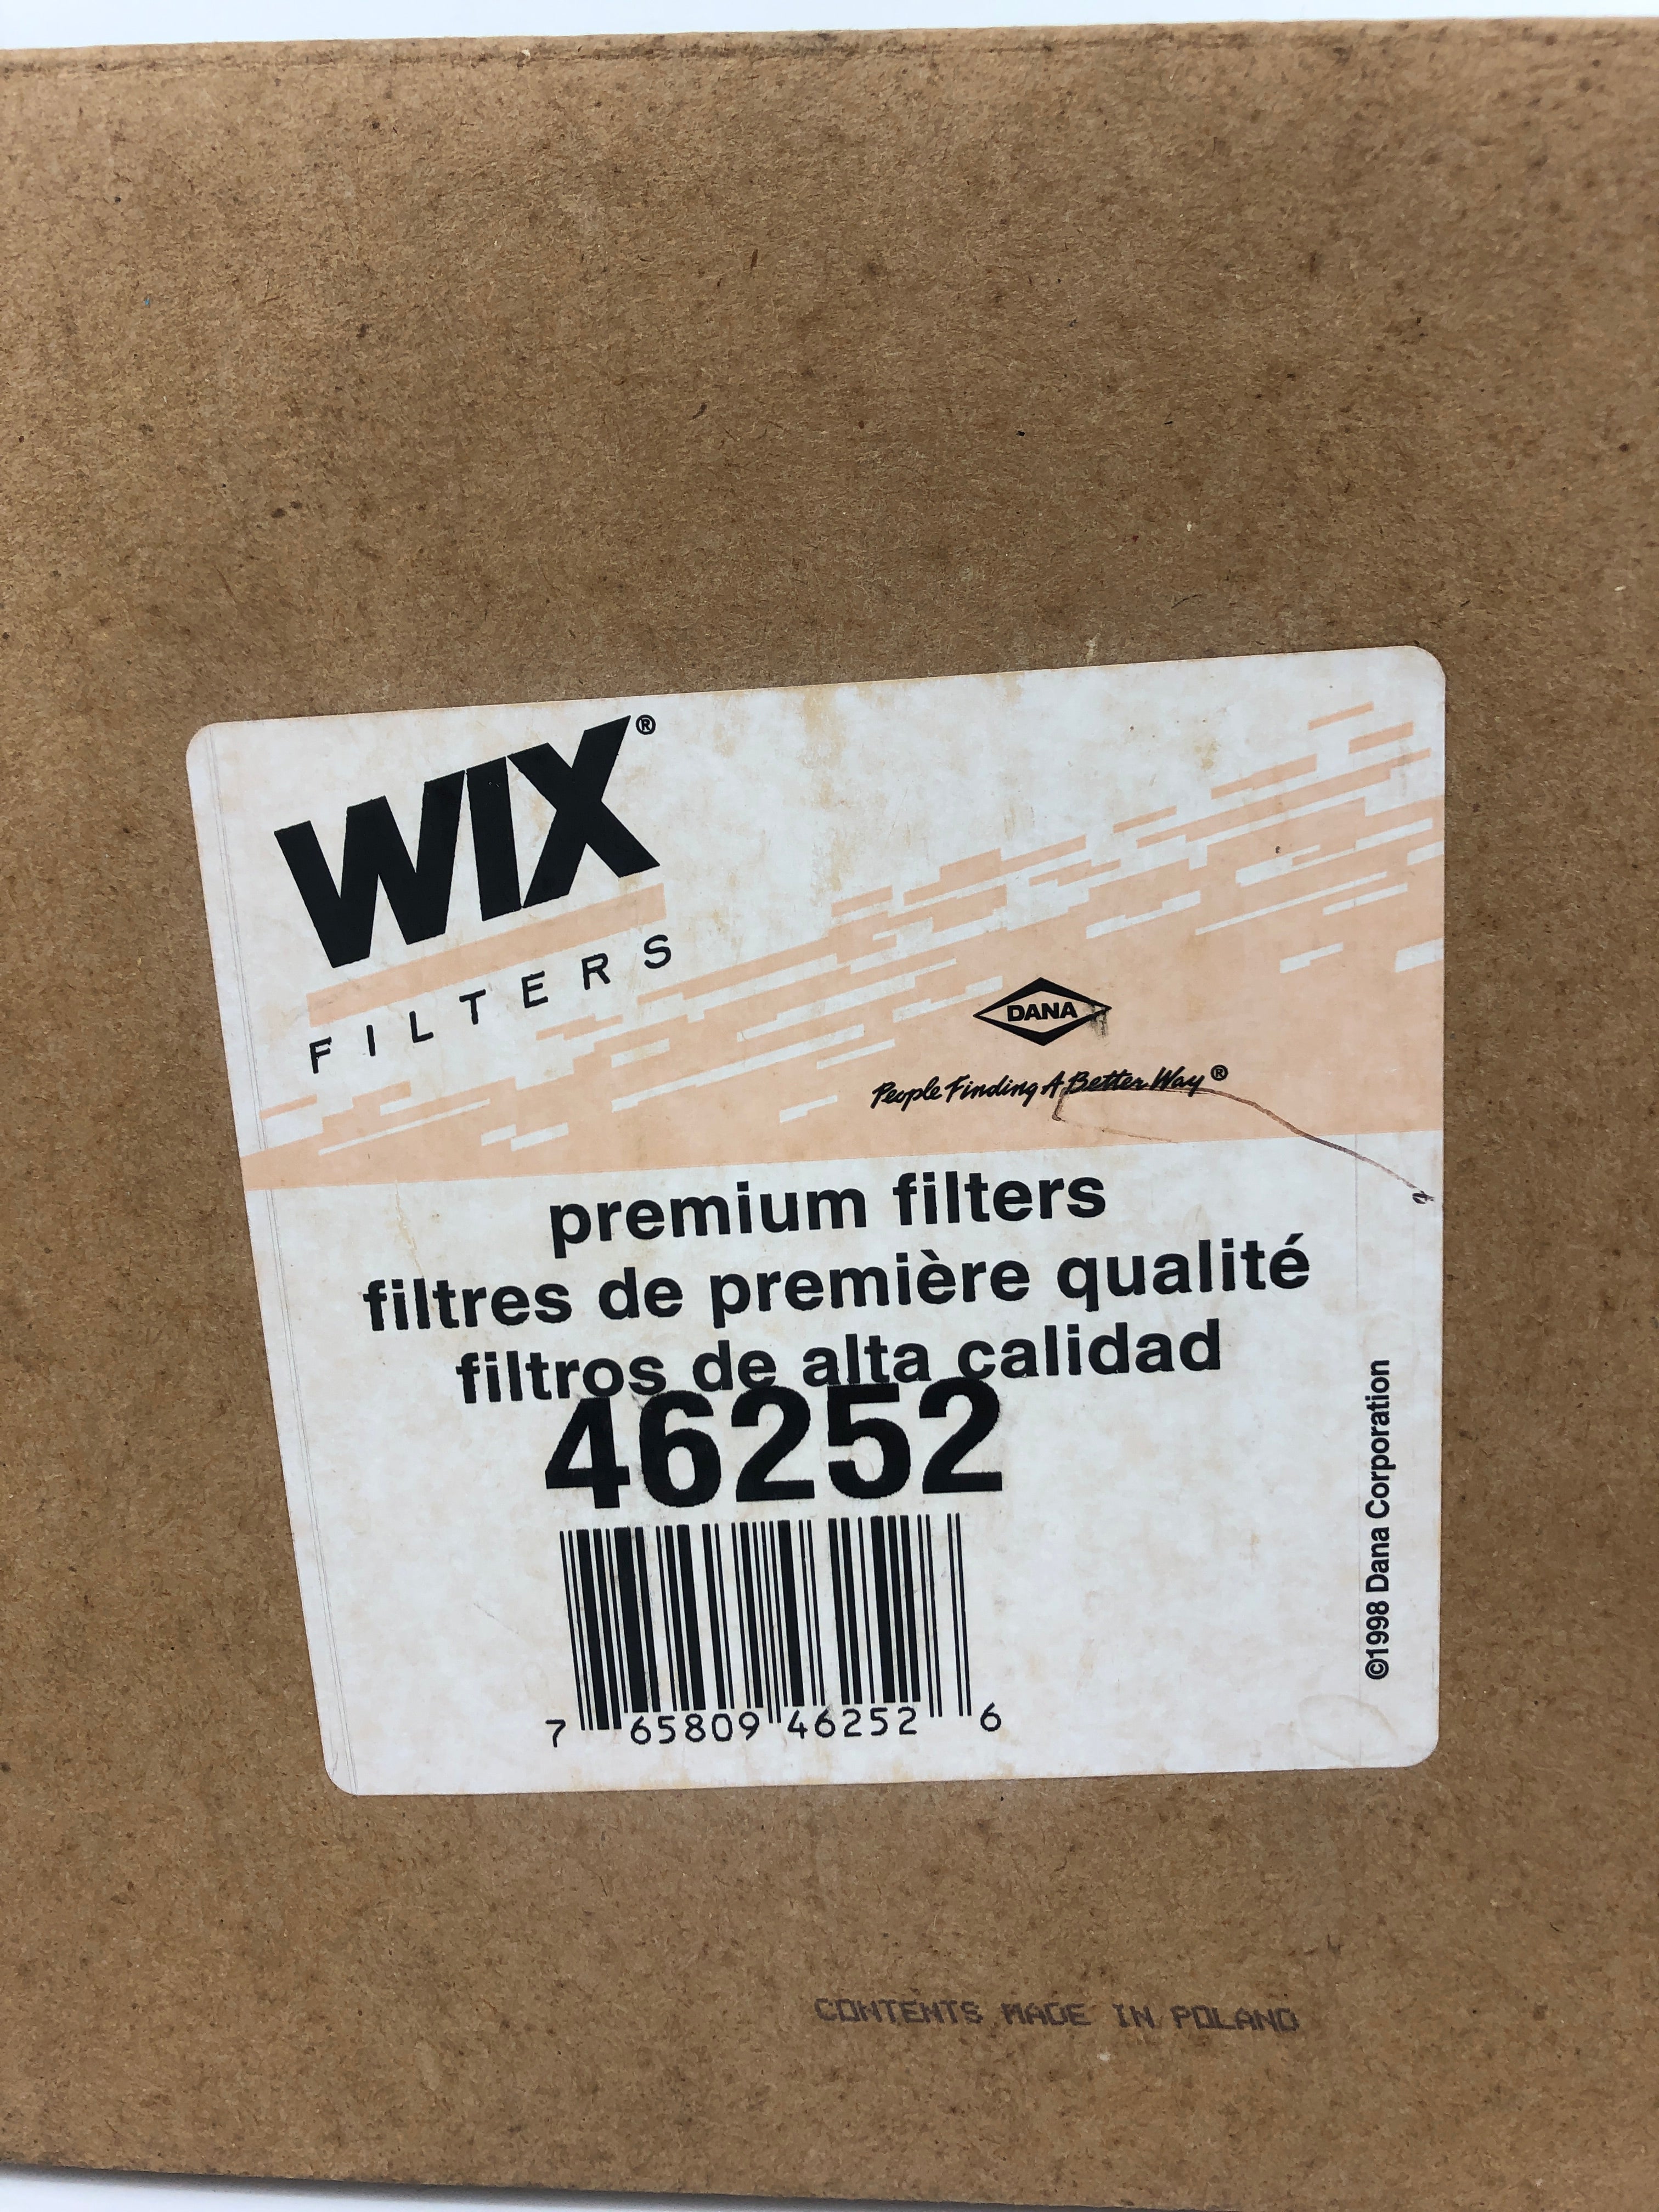 WIX®
FILTERS
DANA
People Finding A Better Way®
premium filters
filtres de première qualité
filtros de alta calidad
46252
7 65809 46252 6
©1998 Dana Corporation
CONTENTS MADE IN POLAND